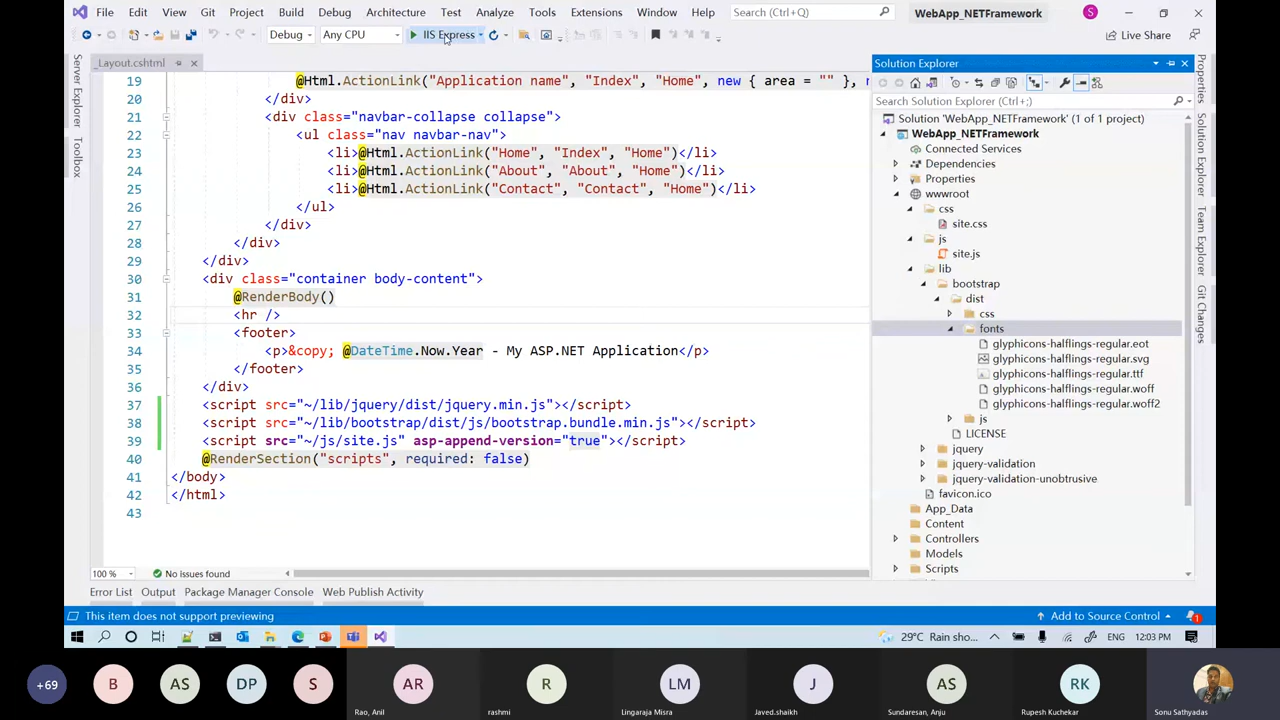 File Edit View Git Project Build Debug Architecture Test Analyze Tools Extensions Window Help Search (Ctrl+Q) WebApp_NETFramework S
Debug Any CPU IIS Express Live Share
_Layout.cshtml
19 @Html.ActionLink("Application name", "Index", "Home", new { area = "" },
20 </div>
21 <div class="navbar-collapse collapse">
22 <ul class="nav navbar-nav">
23 <li>@Html.ActionLink("Home", "Index", "Home")</li>
24 <li>@Html.ActionLink("About", "About", "Home")</li>
25 <li>@Html.ActionLink("Contact", "Contact", "Home")</li>
26 </ul>
27 </div>
28 </div>
29 </div>
30 <div class="container body-content">
31 @RenderBody()
32 <hr />
33 <footer>
34 <p>&copy; @DateTime.Now.Year - My ASP.NET Application</p>
35 </footer>
36 </div>
37 <script src="~/lib/jquery/dist/jquery.min.js"></script>
38 <script src="~/lib/bootstrap/dist/js/bootstrap.bundle.min.js"></script>
39 <script src="~/js/site.js" asp-append-version="true"></script>
40 @RenderSection("scripts", required: false)
41 </body>
42 </html>
43
100 % No issues found
Server Explorer
Toolbox
Solution Explorer
Search Solution Explorer (Ctrl+;)
Solution 'WebApp_NETFramework' (1 of 1 project)
WebApp_NETFramework
Connected Services
Dependencies
Properties
wwwroot
css
site.css
js
site.js
lib
bootstrap
dist
css
fonts
glyphicons-halflings-regular.eot
glyphicons-halflings-regular.svg
glyphicons-halflings-regular.ttf
glyphicons-halflings-regular.woff
glyphicons-halflings-regular.woff2
js
LICENSE
jquery
jquery-validation
jquery-validation-unobtrusive
favicon.ico
App_Data
Content
Controllers
Models
Scripts
Properties
Solution Explorer
Team Explorer
Git Changes
Error List Output Package Manager Console Web Publish Activity
This item does not support previewing Add to Source Control 1
29°C Rain sho... ENG 12:03 PM
+69 B AS DP S AR R LM J AS RK
Rao, Anil rashmi Lingaraja Misra Javed.shaikh Sundaresan, Anju Rupesh Kuchekar Sonu Sathyadas